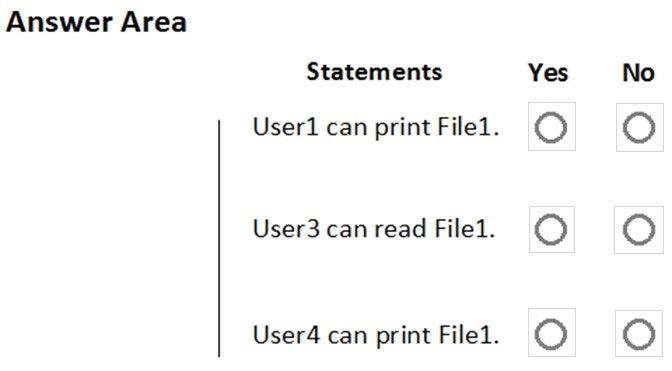 Answer Area
Statements Yes No
User1 can print File1.
User3 can read File1.
User4 can print File1.